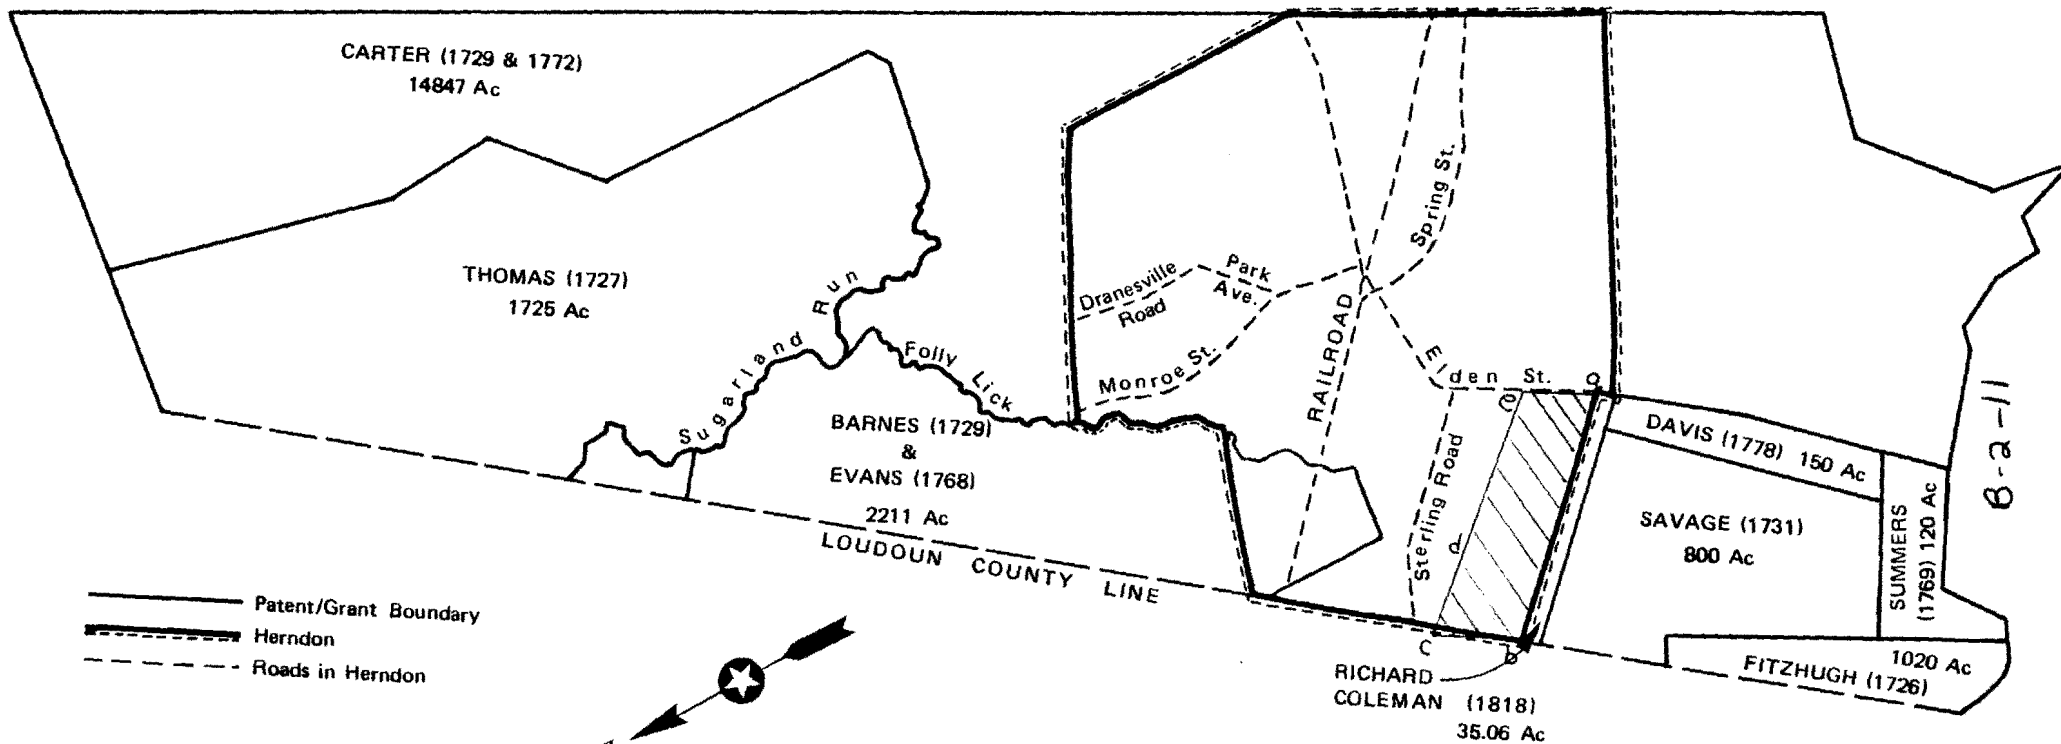 CARTER (1729 & 1772)
14847 Ac
THOMAS (1727)
1725 Ac
Sugarland Run
Folly Lick
BARNES (1729)
&
EVANS (1768)
2211 Ac
LOUDOUN COUNTY LINE
Dranesville
Road
Park
Ave.
Monroe St.
RAILROAD
Spring St.
Elden St.
Sterling Road
a
d
C
b
DAVIS (1778) 150 Ac
SAVAGE (1731)
800 Ac
SUMMERS
(1769) 120 Ac
FITZHUGH (1726)
1020 Ac
RICHARD
COLEMAN (1818)
35.06 Ac
B-2-11
Patent/Grant Boundary
Herndon
Roads in Herndon